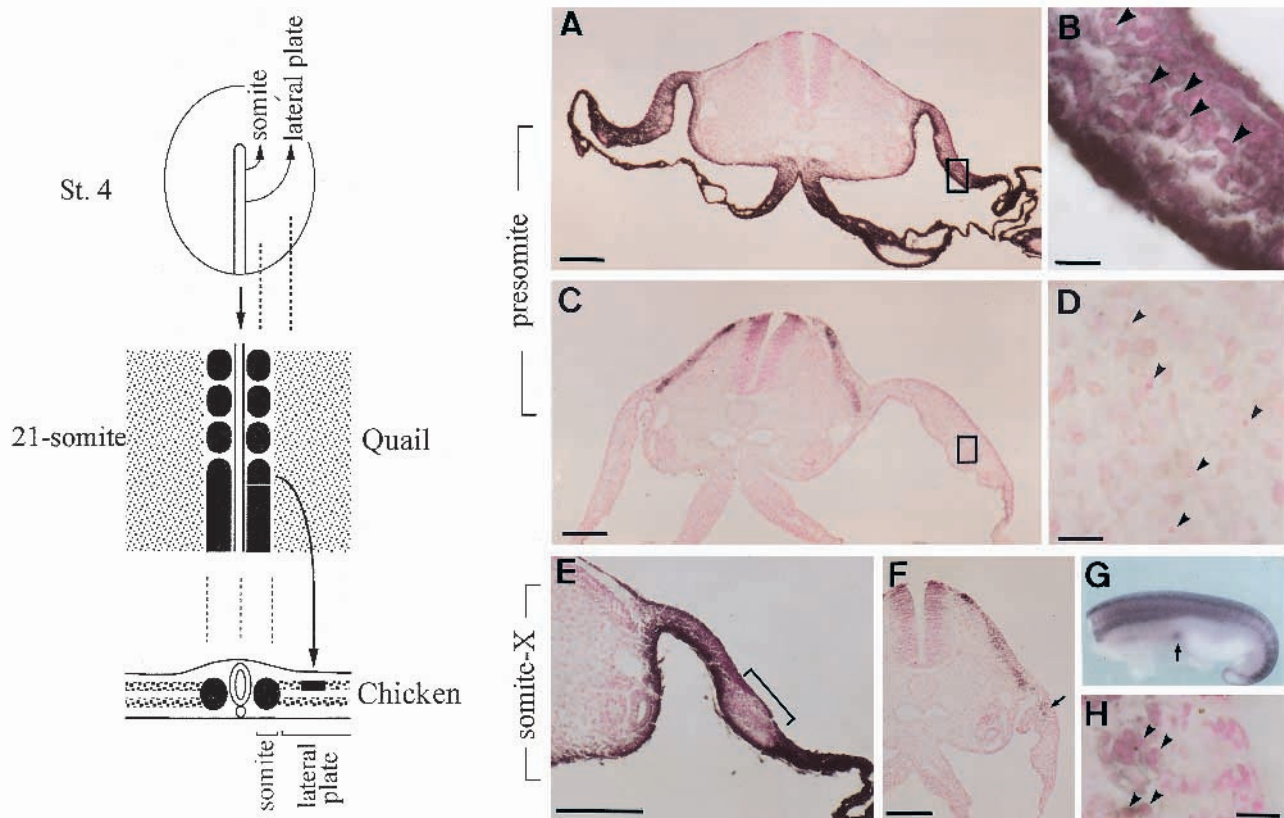 somite
lateral plate
St. 4
21-somite
Quail
Chicken
somite
lateral
plate
presomite
somite-X
A
B
C
D
E
F
G
H